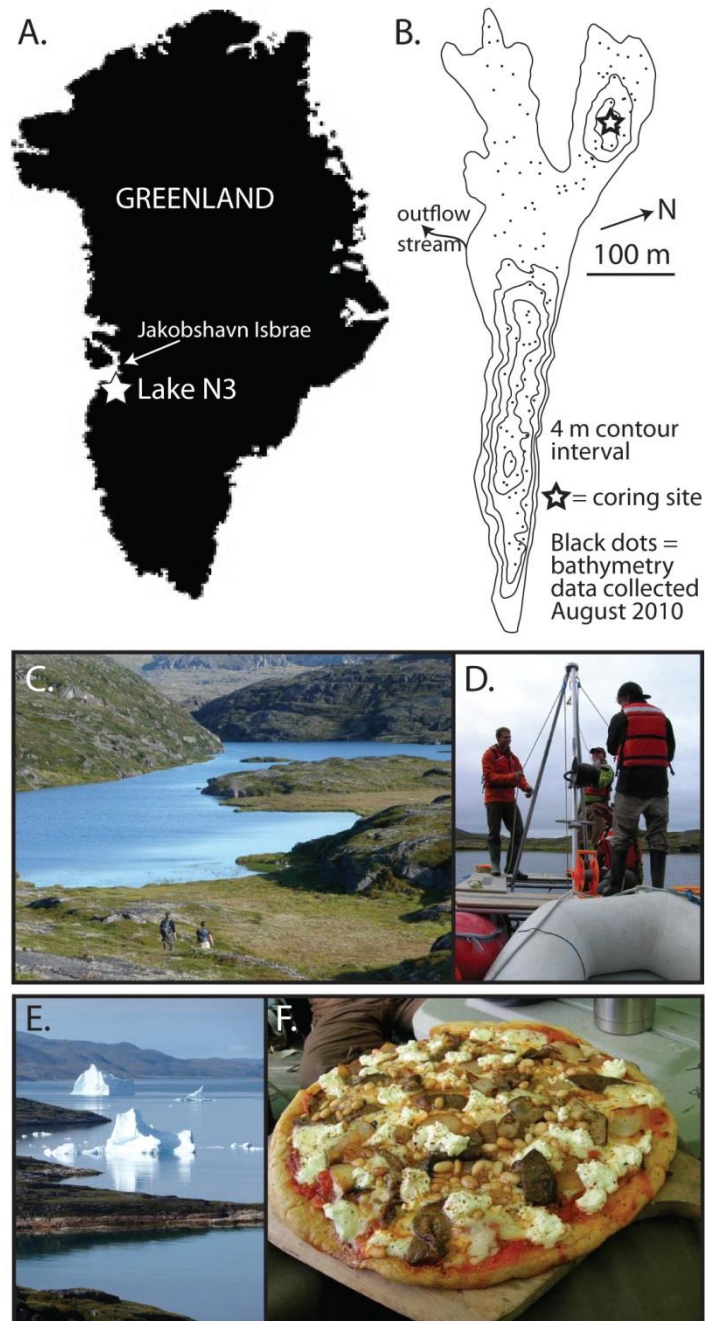 A.
GREENLAND
Jakobshavn Isbrae
Lake N3
B.
outflow
stream
N
100 m
4 m contour
interval
= coring site
Black dots =
bathymetry
data collected
August 2010
C.
D.
E.
F.